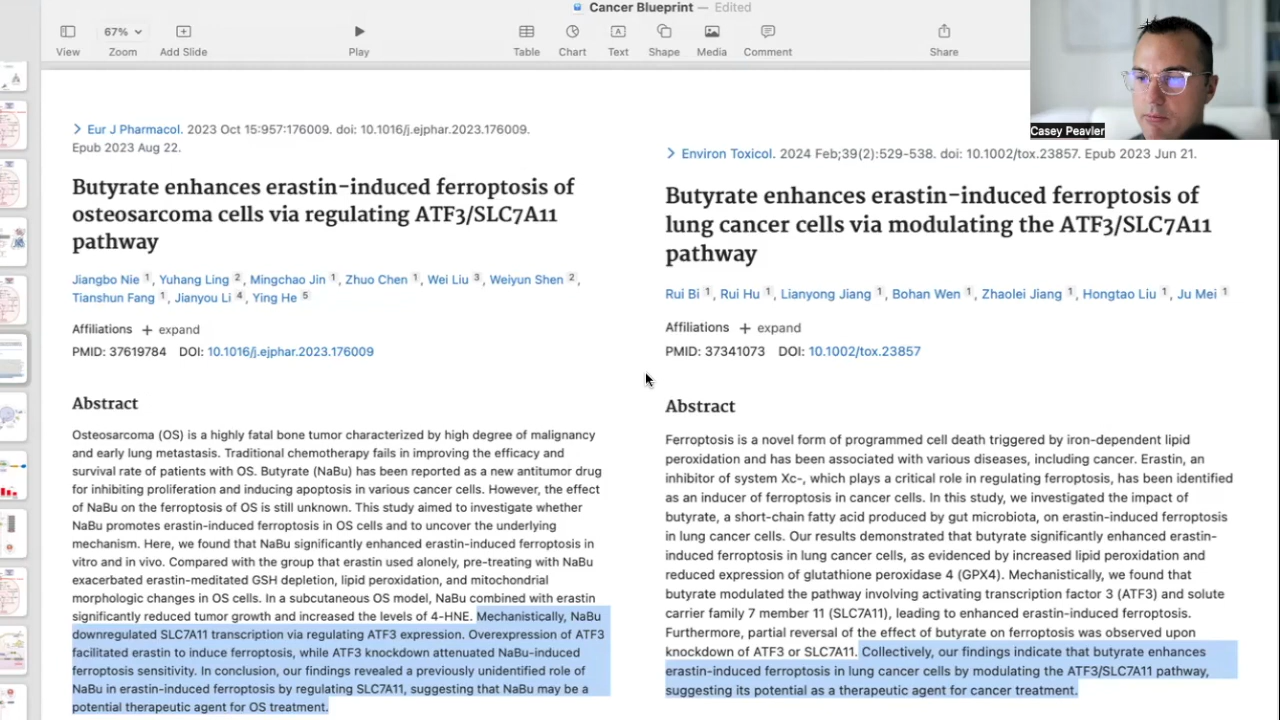 Cancer Blueprint — Edited
67%
View
Zoom
Add Slide
Play
Table
Chart
Text
Shape
Media
Comment
Share
Casey Peavler
Eur J Pharmacol. 2023 Oct 15:957:176009. doi: 10.1016/j.ejphar.2023.176009.
Epub 2023 Aug 22.
Butyrate enhances erastin-induced ferroptosis of
osteosarcoma cells via regulating ATF3/SLC7A11
pathway
Jiangbo Nie 1, Yuhang Ling 2, Mingchao Jin 1, Zhuo Chen 1, Wei Liu 3, Weiyun Shen 2,
Tianshun Fang 1, Jianyou Li 4, Ying He 5
Affiliations + expand
PMID: 37619784 DOI: 10.1016/j.ejphar.2023.176009
Abstract
Osteosarcoma (OS) is a highly fatal bone tumor characterized by high degree of malignancy
and early lung metastasis. Traditional chemotherapy fails in improving the efficacy and
survival rate of patients with OS. Butyrate (NaBu) has been reported as a new antitumor drug
for inhibiting proliferation and inducing apoptosis in various cancer cells. However, the effect
of NaBu on the ferroptosis of OS is still unknown. This study aimed to investigate whether
NaBu promotes erastin-induced ferroptosis in OS cells and to uncover the underlying
mechanism. Here, we found that NaBu significantly enhanced erastin-induced ferroptosis in
vitro and in vivo. Compared with the group that erastin used alonely, pre-treating with NaBu
exacerbated erastin-meditated GSH depletion, lipid peroxidation, and mitochondrial
morphologic changes in OS cells. In a subcutaneous OS model, NaBu combined with erastin
significantly reduced tumor growth and increased the levels of 4-HNE. Mechanistically, NaBu
downregulated SLC7A11 transcription via regulating ATF3 expression. Overexpression of ATF3
facilitated erastin to induce ferroptosis, while ATF3 knockdown attenuated NaBu-induced
ferroptosis sensitivity. In conclusion, our findings revealed a previously unidentified role of
NaBu in erastin-induced ferroptosis by regulating SLC7A11, suggesting that NaBu may be a
potential therapeutic agent for OS treatment.
Environ Toxicol. 2024 Feb;39(2):529-538. doi: 10.1002/tox.23857. Epub 2023 Jun 21.
Butyrate enhances erastin-induced ferroptosis of
lung cancer cells via modulating the ATF3/SLC7A11
pathway
Rui Bi 1, Rui Hu 1, Lianyong Jiang 1, Bohan Wen 1, Zhaolei Jiang 1, Hongtao Liu 1, Ju Mei 1
Affiliations + expand
PMID: 37341073 DOI: 10.1002/tox.23857
Abstract
Ferroptosis is a novel form of programmed cell death triggered by iron-dependent lipid
peroxidation and has been associated with various diseases, including cancer. Erastin, an
inhibitor of system Xc-, which plays a critical role in regulating ferroptosis, has been identified
as an inducer of ferroptosis in cancer cells. In this study, we investigated the impact of
butyrate, a short-chain fatty acid produced by gut microbiota, on erastin-induced ferroptosis
in lung cancer cells. Our results demonstrated that butyrate significantly enhanced erastin-
induced ferroptosis in lung cancer cells, as evidenced by increased lipid peroxidation and
reduced expression of glutathione peroxidase 4 (GPX4). Mechanistically, we found that
butyrate modulated the pathway involving activating transcription factor 3 (ATF3) and solute
carrier family 7 member 11 (SLC7A11), leading to enhanced erastin-induced ferroptosis.
Furthermore, partial reversal of the effect of butyrate on ferroptosis was observed upon
knockdown of ATF3 or SLC7A11. Collectively, our findings indicate that butyrate enhances
erastin-induced ferroptosis in lung cancer cells by modulating the ATF3/SLC7A11 pathway,
suggesting its potential as a therapeutic agent for cancer treatment.